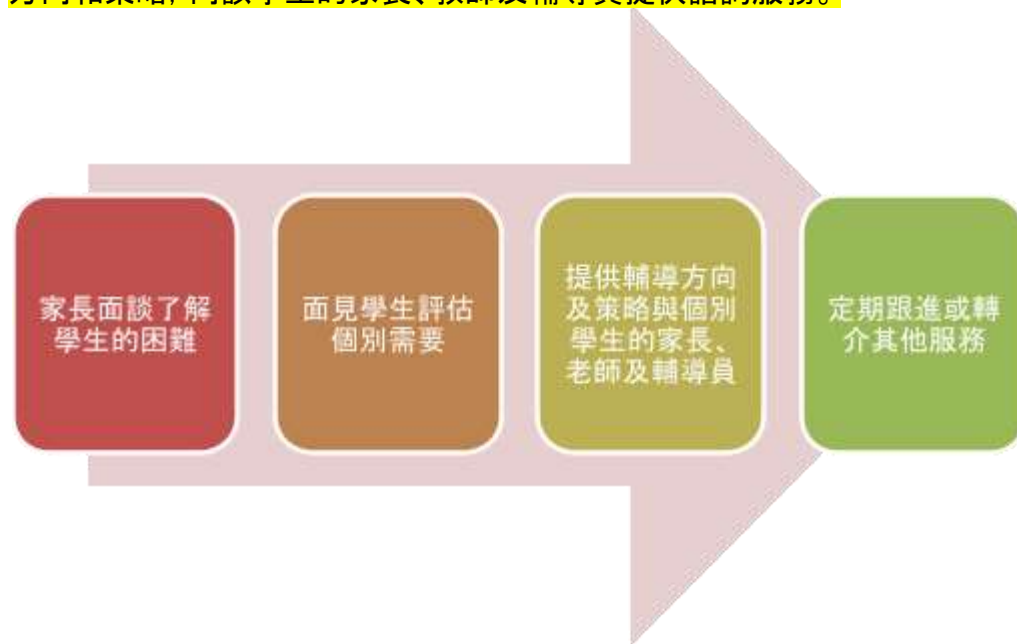 方向和策略, 向該學生的家長、教師及輔導員提供諮詢服務。
家長面談了解
學生的困難
面見學生評估
個別需要
提供輔導方向
及策略與個別
學生的家長、
老師及輔導員
定期跟進或轉
介其他服務